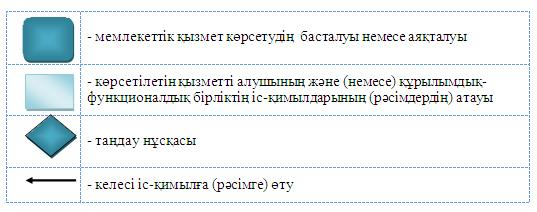 - мемлекеттік қызмет көрсетудің басталуы немесе аяқталуы
- көрсетілетін қызметті алушының және (немесе) құрылымдық-
функционалдық бірліктің іс-қимылдарының (рәсімдердің) атауы
- таңдау нұсқасы
- келесі іс-қимылға (рәсімге) өту